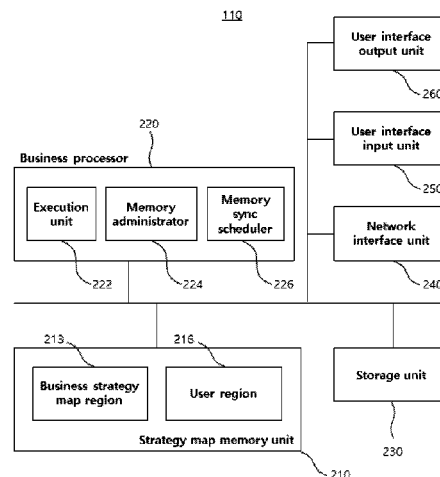 110
User interface
output unit
260
220
Business processor
User interface
input unit
250
Execution
unit
Memory
administrator
Memory
sync
scheduler
Network
interface unit
222
224
226
240
213
216
Business strategy
map region
User region
Storage unit
Strategy map memory unit
230
210